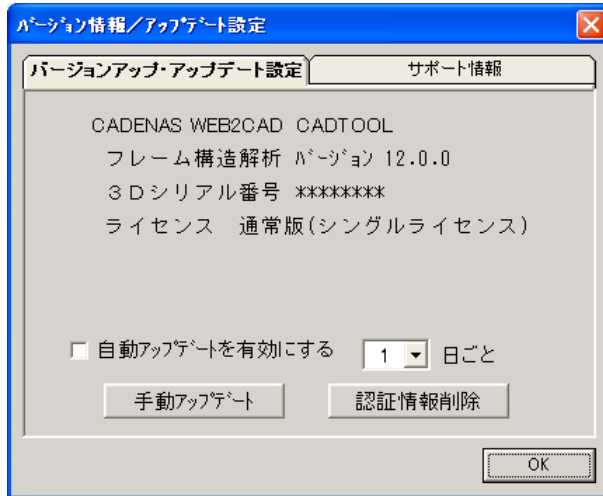 ﾊﾞｰｼﾞｮﾝ情報／ｱｯﾌﾟﾃﾞｰﾄ設定
バージョンアップ・アップデート設定
サポート情報
CADENAS WEB2CAD CADTOOL
フレーム構造解析 ﾊﾞｰｼﾞｮﾝ 12.0.0
３Ｄシリアル番号 ********
ライセンス　通常版(シングルライセンス)
自動ｱｯﾌﾟﾃﾞｰﾄを有効にする 1 日ごと
手動ｱｯﾌﾟﾃﾞｰﾄ
認証情報削除
OK